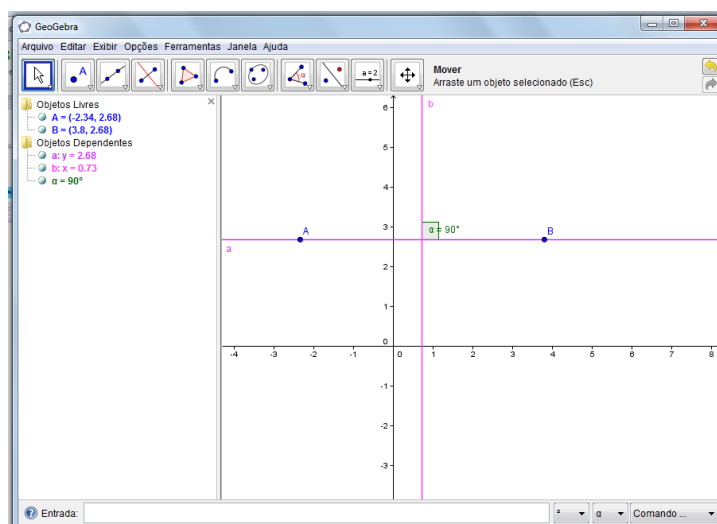 GeoGebra
Arquivo Editar Exibir Opções Ferramentas Janela Ajuda
A
α
a=2
Mover
Arraste um objeto selecionado (Esc)
Objetos Livres
A = (-2.34, 2.68)
B = (3.8, 2.68)
Objetos Dependentes
a: y = 2.68
b: x = 0.73
α = 90°
b
6
5
4
3
α = 90°
A
B
a
2
1
0
-4 -3 -2 -1 0 1 2 3 4 5 6 7 8
-1
-2
-3
Entrada:
²
α
Comando ...